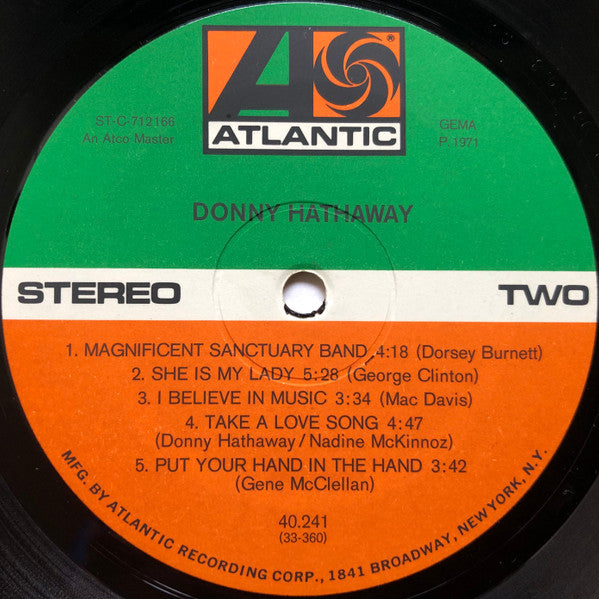 ATLANTIC
ST-C-712166
An Atco Master
GEMA
P.1971
DONNY HATHAWAY
STEREO
TWO
1. MAGNIFICENT SANCTUARY BAND 4:18 (Dorsey Burnett)
2. SHE IS MY LADY 5:28 (George Clinton)
3. I BELIEVE IN MUSIC 3:34 (Mac Davis)
4. TAKE A LOVE SONG 4:47
(Donny Hathaway/Nadine McKinnoz)
5. PUT YOUR HAND IN THE HAND 3:42
(Gene McClellan)
40.241
(33-360)
MFG. BY ATLANTIC RECORDING CORP., 1841 BROADWAY, NEW YORK, N.Y.